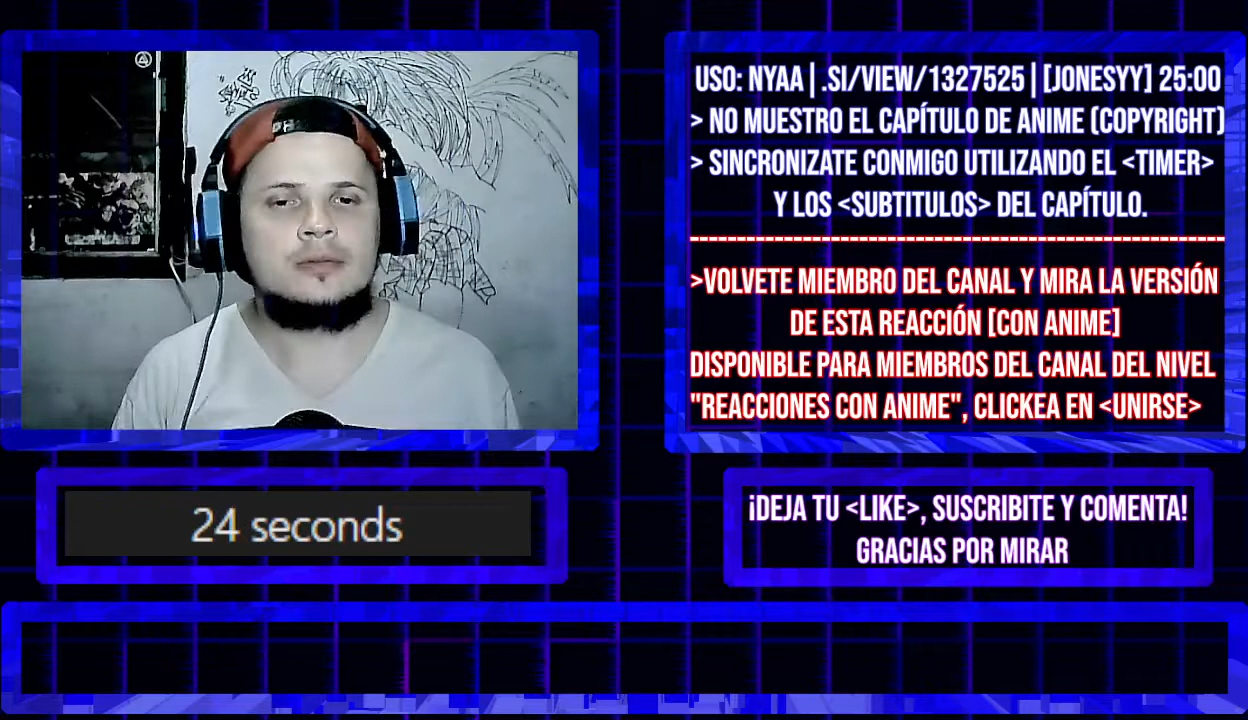 USO: NYAA | .SI/VIEW/1327525 | [JONESYY] 25:00
> NO MUESTRO EL CAPÍTULO DE ANIME (COPYRIGHT)
> SINCRONIZATE CONMIGO UTILIZANDO EL <TIMER>
Y LOS <SUBTITULOS> DEL CAPÍTULO.
>VOLVETE MIEMBRO DEL CANAL Y MIRA LA VERSIÓN
DE ESTA REACCIÓN [CON ANIME]
DISPONIBLE PARA MIEMBROS DEL CANAL DEL NIVEL
"REACCIONES CON ANIME", CLICKEA EN <UNIRSE>
24 seconds
¡DEJA TU <LIKE>, SUSCRIBITE Y COMENTA!
GRACIAS POR MIRAR